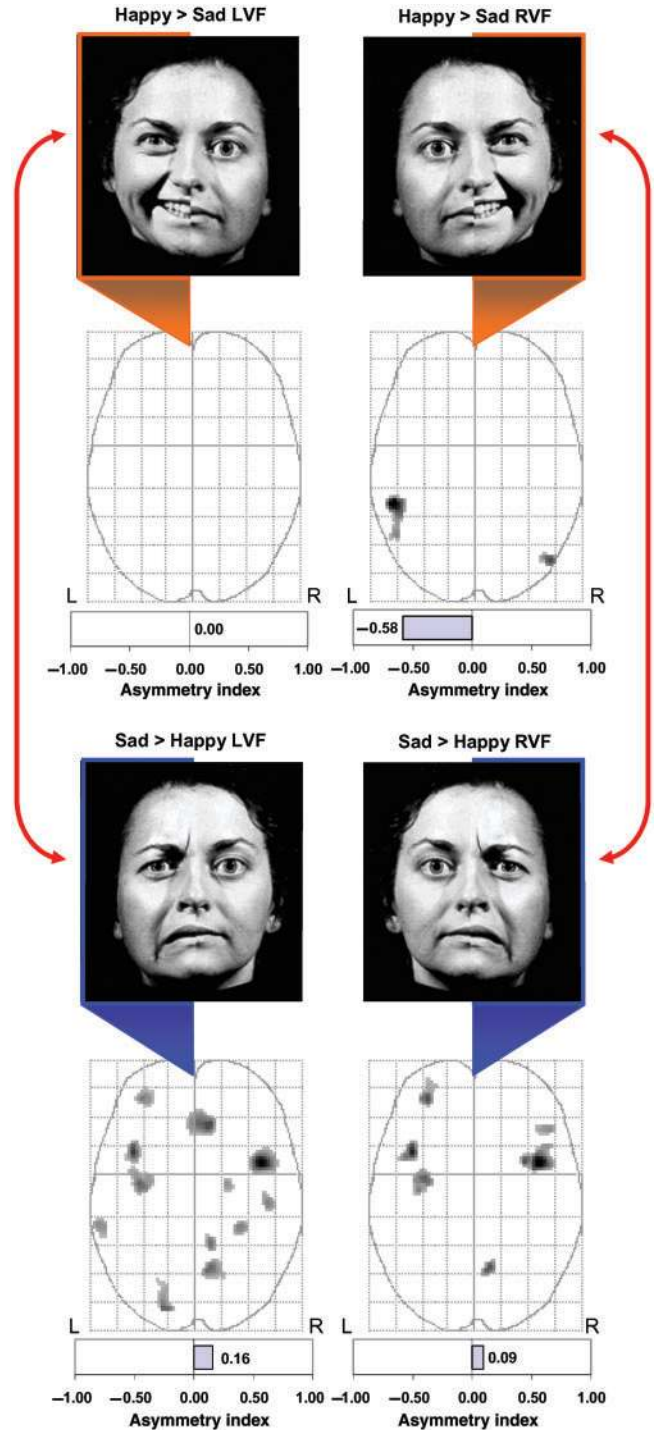 Happy > Sad LVF
Happy > Sad RVF
L
R
L
R
0.00
−0.58
−1.00 −0.50 0.00 0.50 1.00
−1.00 −0.50 0.00 0.50 1.00
Asymmetry index
Asymmetry index
Sad > Happy LVF
Sad > Happy RVF
L
R
L
R
0.16
0.09
−1.00 −0.50 0.00 0.50 1.00
−1.00 −0.50 0.00 0.50 1.00
Asymmetry index
Asymmetry index